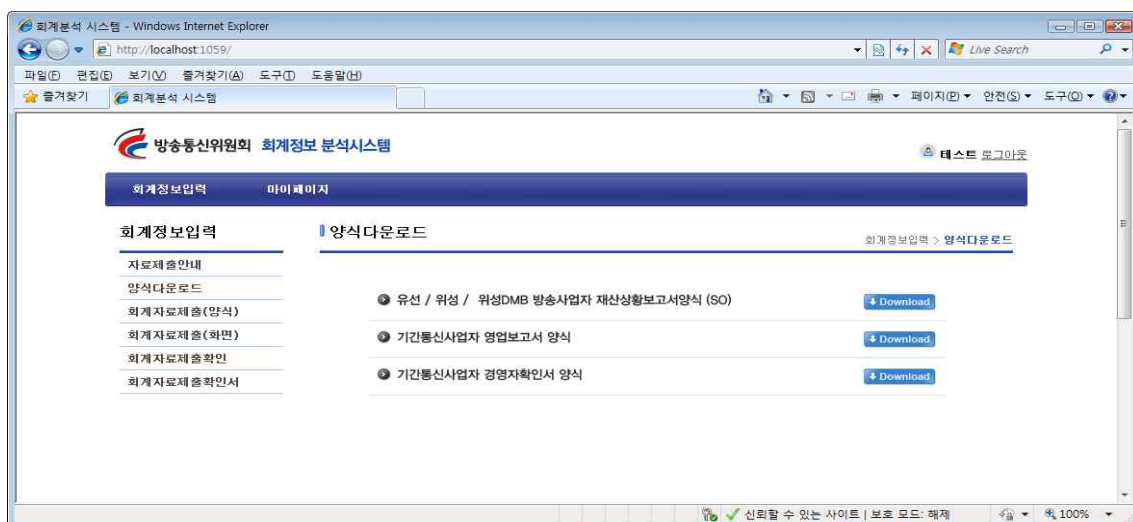 회계분석 시스템 - Windows Internet Explorer
http://localhost:1059/
Live Search
파일(F) 편집(E) 보기(V) 즐겨찾기(A) 도구(T) 도움말(H)
즐겨찾기 회계분석 시스템 페이지(P) 안전(S) 도구(O)
방송통신위원회 회계정보 분석시스템
테스트 로그아웃
회계정보입력 마이페이지
회계정보입력
양식다운로드
회계정보입력 > 양식다운로드
자료제출안내
양식다운로드
회계자료제출(양식)
회계자료제출(화면)
회계자료제출확인
회계자료제출확인서
유선 / 위성 / 위성DMB 방송사업자 재산상황보고서양식 (SO) Download
기간통신사업자 영업보고서 양식 Download
기간통신사업자 경영자확인서 양식 Download
신뢰할 수 있는 사이트 | 보호 모드: 해제 100%